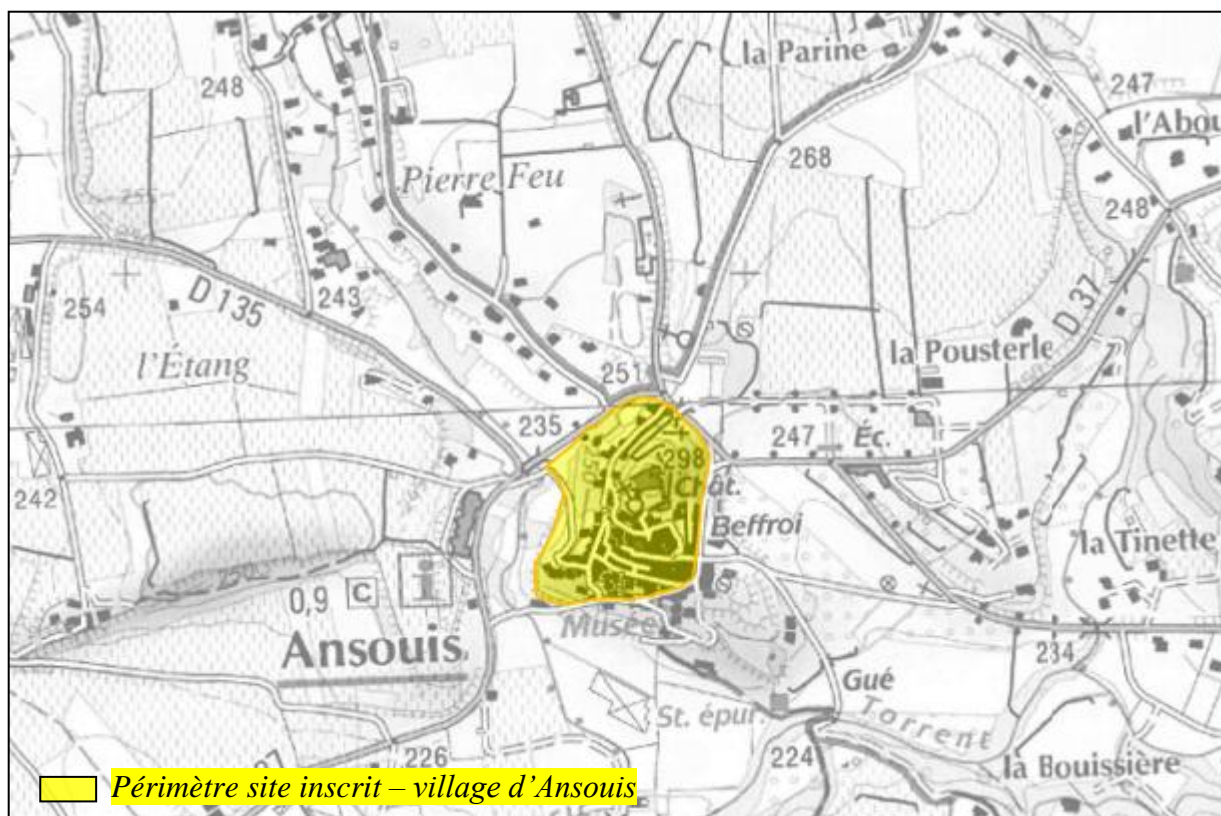 la Parine
248
247
l'Abou
268
Pierre Feu
248
254
D 135
243
D 37
l'Étang
la Pousterle
251
235
247
Éc.
298
Chât.
242
Beffroi
la Tinette
0,9
C
Musée
Ansouis
234
Gué
St. épur.
Torrent
226
224
la Bouissière
Périmètre site inscrit – village d'Ansouis